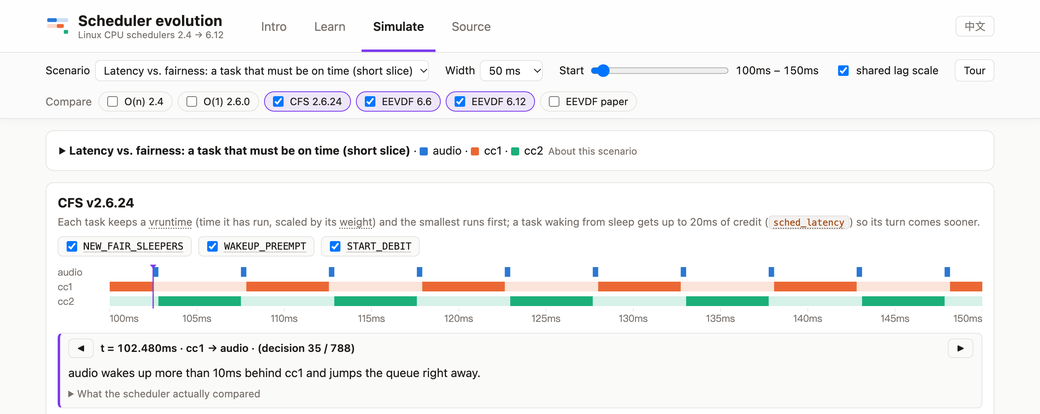 Scheduler evolution
Linux CPU schedulers 2.4 → 6.12
Intro Learn Simulate Source
中文
Scenario Latency vs. fairness: a task that must be on time (short slice) Width 50 ms Start 100ms – 150ms shared lag scale Tour
Compare O(n) 2.4 O(1) 2.6.0 CFS 2.6.24 EEVDF 6.6 EEVDF 6.12 EEVDF paper
▶ Latency vs. fairness: a task that must be on time (short slice) · audio · cc1 · cc2 About this scenario
CFS v2.6.24
Each task keeps a vruntime (time it has run, scaled by its weight) and the smallest runs first; a task waking from sleep gets up to 20ms of credit (sched_latency) so its turn comes sooner.
NEW_FAIR_SLEEPERS WAKEUP_PREEMPT START_DEBIT
audio
cc1
cc2
100ms 105ms 110ms 115ms 120ms 125ms 130ms 135ms 140ms 145ms 150ms
◀ t = 102.480ms · cc1 → audio · (decision 35 / 788) ▶
audio wakes up more than 10ms behind cc1 and jumps the queue right away.
▶ What the scheduler actually compared